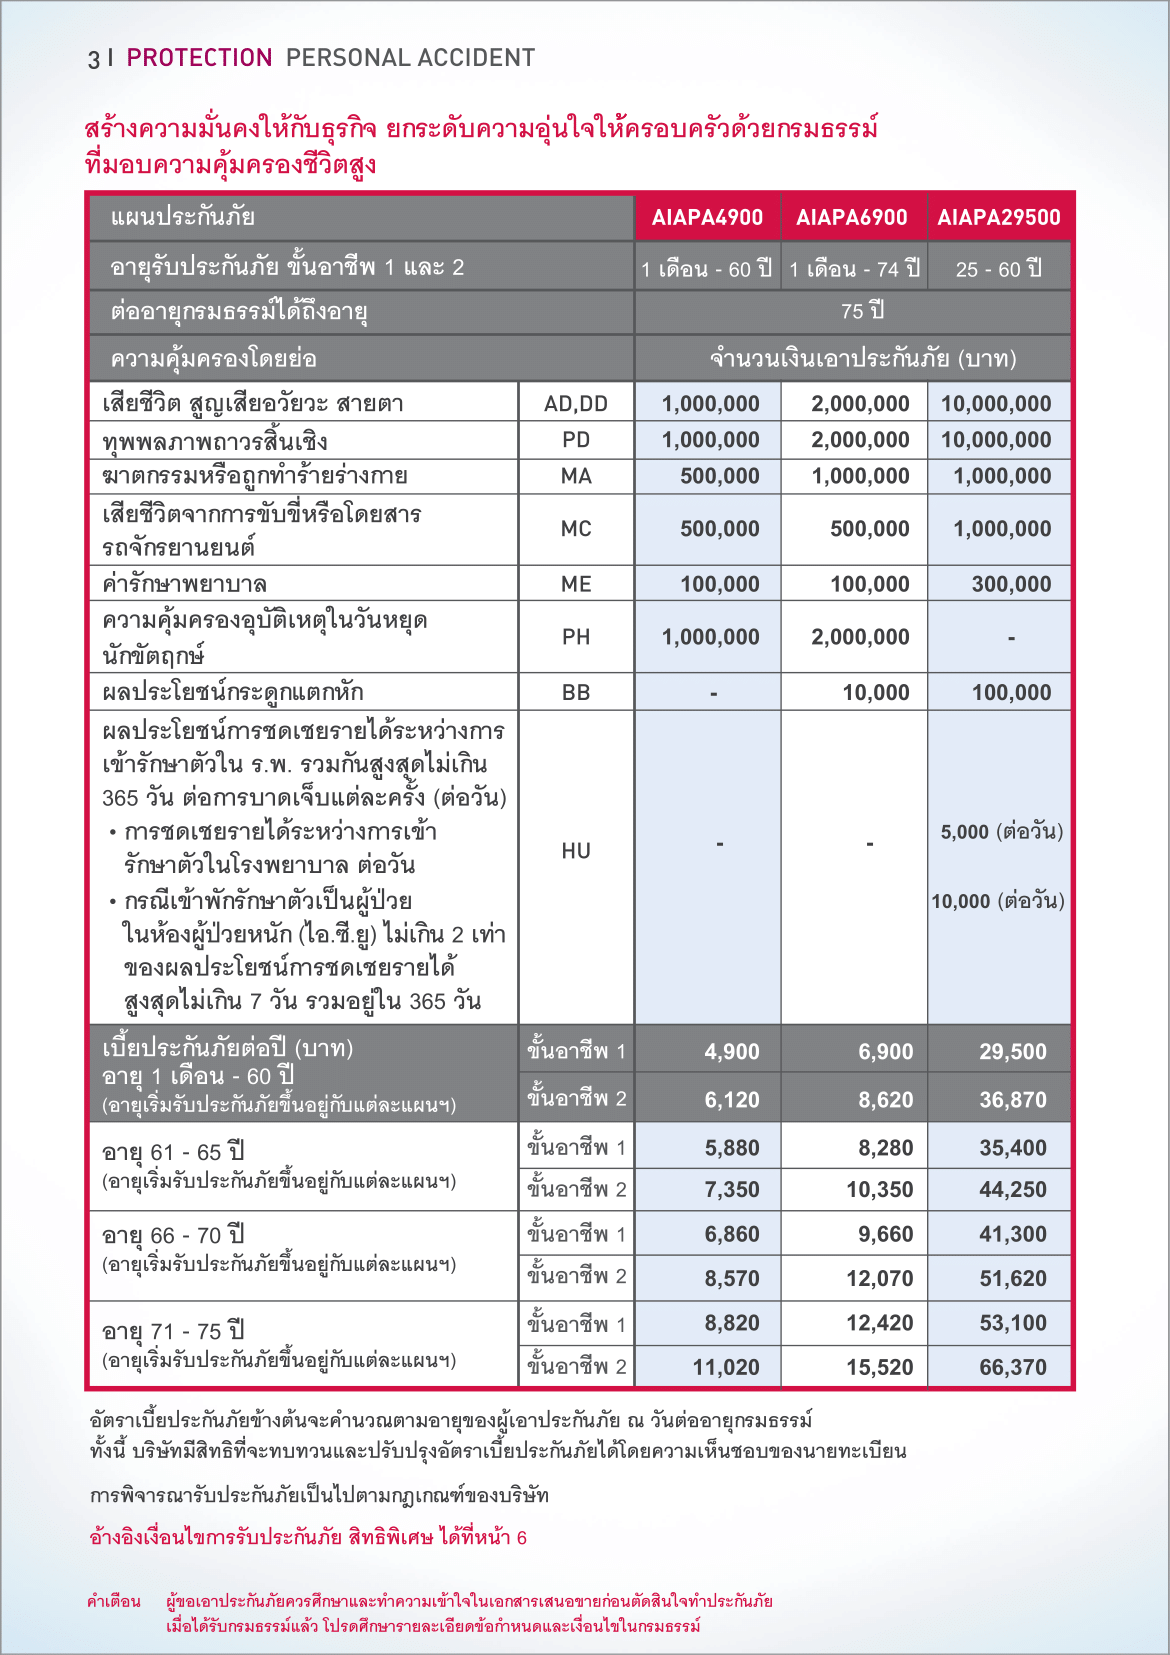 3 | PROTECTION PERSONAL ACCIDENT
สร้างความมั่นคงให้กับธุรกิจ ยกระดับความอุ่นใจให้ครอบครัวด้วยกรมธรรม์
ที่มอบความคุ้มครองชีวิตสูง
แผนประกันภัย AIAPA4900 AIAPA6900 AIAPA29500
อายุรับประกันภัย ขั้นอาชีพ 1 และ 2 1 เดือน - 60 ปี 1 เดือน - 74 ปี 25 - 60 ปี
ต่ออายุกรมธรรม์ได้ถึงอายุ 75 ปี
ความคุ้มครองโดยย่อ จำนวนเงินเอาประกันภัย (บาท)
เสียชีวิต สูญเสียอวัยวะ สายตา AD,DD 1,000,000 2,000,000 10,000,000
ทุพพลภาพถาวรสิ้นเชิง PD 1,000,000 2,000,000 10,000,000
ฆาตกรรมหรือถูกทำร้ายร่างกาย MA 500,000 1,000,000 1,000,000
เสียชีวิตจากการขับขี่หรือโดยสาร
รถจักรยานยนต์ MC 500,000 500,000 1,000,000
ค่ารักษาพยาบาล ME 100,000 100,000 300,000
ความคุ้มครองอุบัติเหตุในวันหยุด
นักขัตฤกษ์ PH 1,000,000 2,000,000 -
ผลประโยชน์กระดูกแตกหัก BB - 10,000 100,000
ผลประโยชน์การชดเชยรายได้ระหว่างการ
เข้ารักษาตัวใน ร.พ. รวมกันสูงสุดไม่เกิน
365 วัน ต่อการบาดเจ็บแต่ละครั้ง (ต่อวัน)
• การชดเชยรายได้ระหว่างการเข้า 5,000 (ต่อวัน)
รักษาตัวในโรงพยาบาล ต่อวัน HU - -
• กรณีเข้าพักรักษาตัวเป็นผู้ป่วย 10,000 (ต่อวัน)
ในห้องผู้ป่วยหนัก (ไอ.ซี.ยู) ไม่เกิน 2 เท่า
ของผลประโยชน์การชดเชยรายได้
สูงสุดไม่เกิน 7 วัน รวมอยู่ใน 365 วัน
เบี้ยประกันภัยต่อปี (บาท) ขั้นอาชีพ 1 4,900 6,900 29,500
อายุ 1 เดือน - 60 ปี
(อายุเริ่มรับประกันภัยขึ้นอยู่กับแต่ละแผนฯ) ขั้นอาชีพ 2 6,120 8,620 36,870
อายุ 61 - 65 ปี ขั้นอาชีพ 1 5,880 8,280 35,400
(อายุเริ่มรับประกันภัยขึ้นอยู่กับแต่ละแผนฯ) ขั้นอาชีพ 2 7,350 10,350 44,250
อายุ 66 - 70 ปี ขั้นอาชีพ 1 6,860 9,660 41,300
(อายุเริ่มรับประกันภัยขึ้นอยู่กับแต่ละแผนฯ) ขั้นอาชีพ 2 8,570 12,070 51,620
อายุ 71 - 75 ปี ขั้นอาชีพ 1 8,820 12,420 53,100
(อายุเริ่มรับประกันภัยขึ้นอยู่กับแต่ละแผนฯ) ขั้นอาชีพ 2 11,020 15,520 66,370
อัตราเบี้ยประกันภัยข้างต้นจะคำนวณตามอายุของผู้เอาประกันภัย ณ วันต่ออายุกรมธรรม์
ทั้งนี้ บริษัทมีสิทธิที่จะทบทวนและปรับปรุงอัตราเบี้ยประกันภัยได้โดยความเห็นชอบของนายทะเบียน
การพิจารณารับประกันภัยเป็นไปตามกฎเกณฑ์ของบริษัท
อ้างอิงเงื่อนไขการรับประกันภัย สิทธิพิเศษ ได้ที่หน้า 6
คำเตือน ผู้ขอเอาประกันภัยควรศึกษาและทำความเข้าใจในเอกสารเสนอขายก่อนตัดสินใจทำประกันภัย
เมื่อได้รับกรมธรรม์แล้ว โปรดศึกษารายละเอียดข้อกำหนดและเงื่อนไขในกรมธรรม์